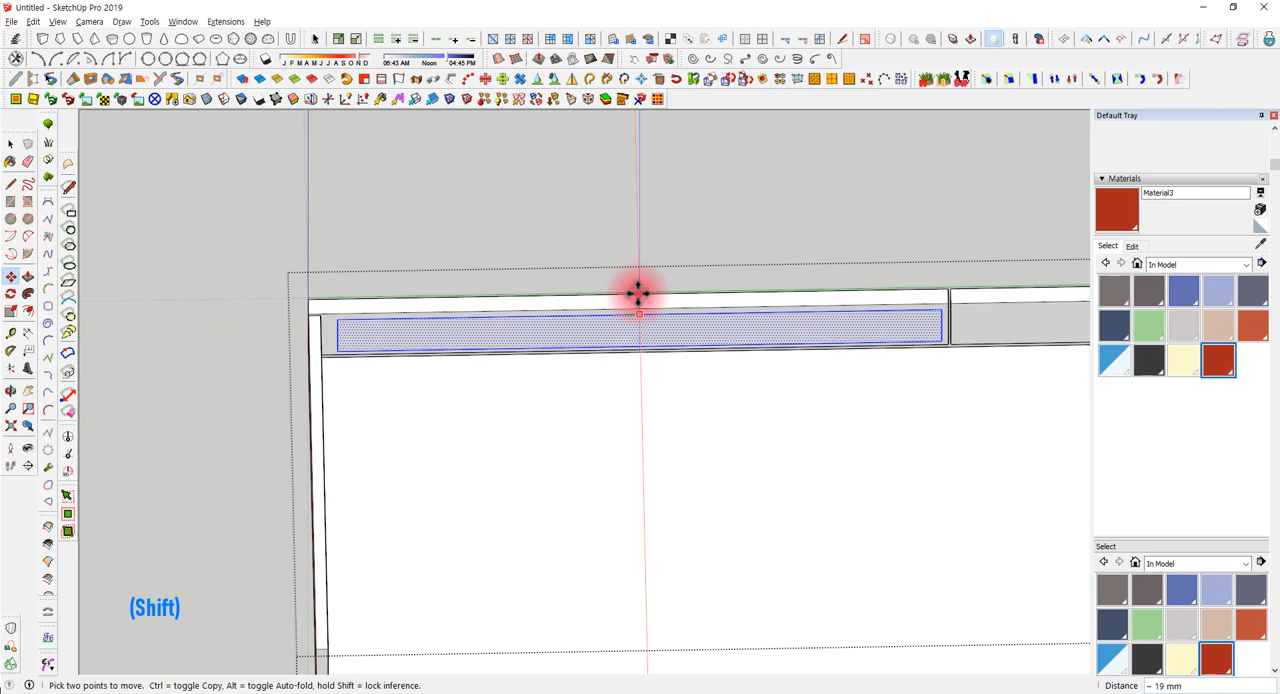 Untitled - SketchUp Pro 2019
File Edit View Camera Draw Tools Window Extensions Help
J F M A M J J A S O N D 06:43 AM Noon 04:45 PM
Default Tray
Materials
Material3
Select Edit
In Model
(Shift)
Select
In Model
Pick two points to move. Ctrl = toggle Copy, Alt = toggle Auto-fold, hold Shift = lock inference.
Distance ~ 19 mm